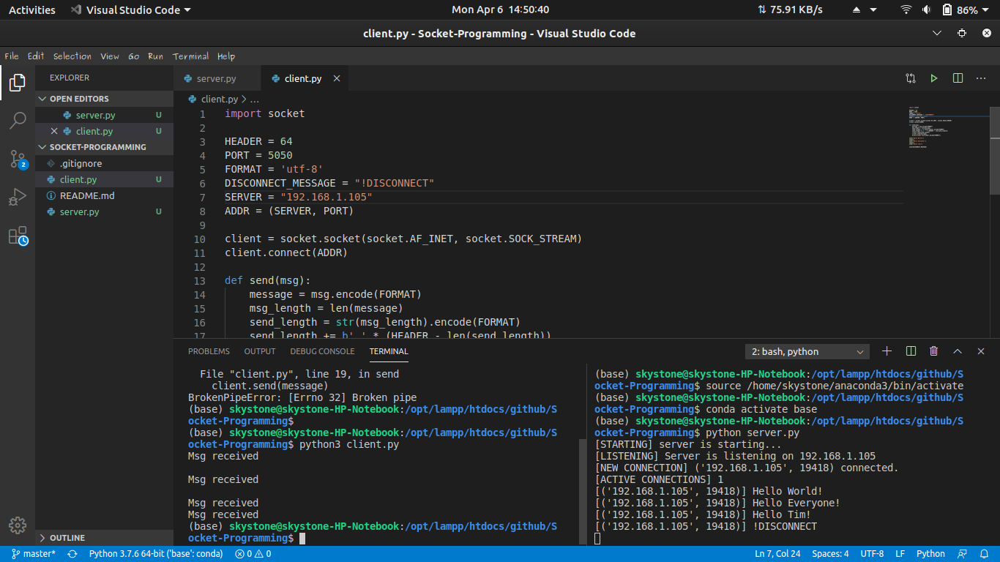 Activities Visual Studio Code Mon Apr 6 14:50:40 75.91 KB/s 86%
client.py - Socket-Programming - Visual Studio Code
File Edit Selection View Go Run Terminal Help
EXPLORER
OPEN EDITORS
server.py U
client.py U
SOCKET-PROGRAMMING
.gitignore
client.py U
README.md
server.py U
OUTLINE
2
server.py client.py
client.py > ...
1 import socket
2
3 HEADER = 64
4 PORT = 5050
5 FORMAT = 'utf-8'
6 DISCONNECT_MESSAGE = "!DISCONNECT"
7 SERVER = "192.168.1.105"
8 ADDR = (SERVER, PORT)
9
10 client = socket.socket(socket.AF_INET, socket.SOCK_STREAM)
11 client.connect(ADDR)
12
13 def send(msg):
14 message = msg.encode(FORMAT)
15 msg_length = len(message)
16 send_length = str(msg_length).encode(FORMAT)
17 send_length += b' ' * (HEADER - len(send_length))
PROBLEMS OUTPUT DEBUG CONSOLE TERMINAL 2: bash, python
File "client.py", line 19, in send
client.send(message)
BrokenPipeError: [Errno 32] Broken pipe
(base) skystone@skystone-HP-Notebook:/opt/lampp/htdocs/github/S
ocket-Programming$
(base) skystone@skystone-HP-Notebook:/opt/lampp/htdocs/github/S
ocket-Programming$ python3 client.py
Msg received
Msg received
Msg received
Msg received
(base) skystone@skystone-HP-Notebook:/opt/lampp/htdocs/github/S
ocket-Programming$
(base) skystone@skystone-HP-Notebook:/opt/lampp/htdocs/github/S
ocket-Programming$ source /home/skystone/anaconda3/bin/activate
(base) skystone@skystone-HP-Notebook:/opt/lampp/htdocs/github/S
ocket-Programming$ conda activate base
(base) skystone@skystone-HP-Notebook:/opt/lampp/htdocs/github/S
ocket-Programming$ python server.py
[STARTING] server is starting...
[LISTENING] Server is listening on 192.168.1.105
[NEW CONNECTION] ('192.168.1.105', 19418) connected.
[ACTIVE CONNECTIONS] 1
[('192.168.1.105', 19418)] Hello World!
[('192.168.1.105', 19418)] Hello Everyone!
[('192.168.1.105', 19418)] Hello Tim!
[('192.168.1.105', 19418)] !DISCONNECT
master* Python 3.7.6 64-bit ('base': conda) 0 0 Ln 7, Col 24 Spaces: 4 UTF-8 LF Python